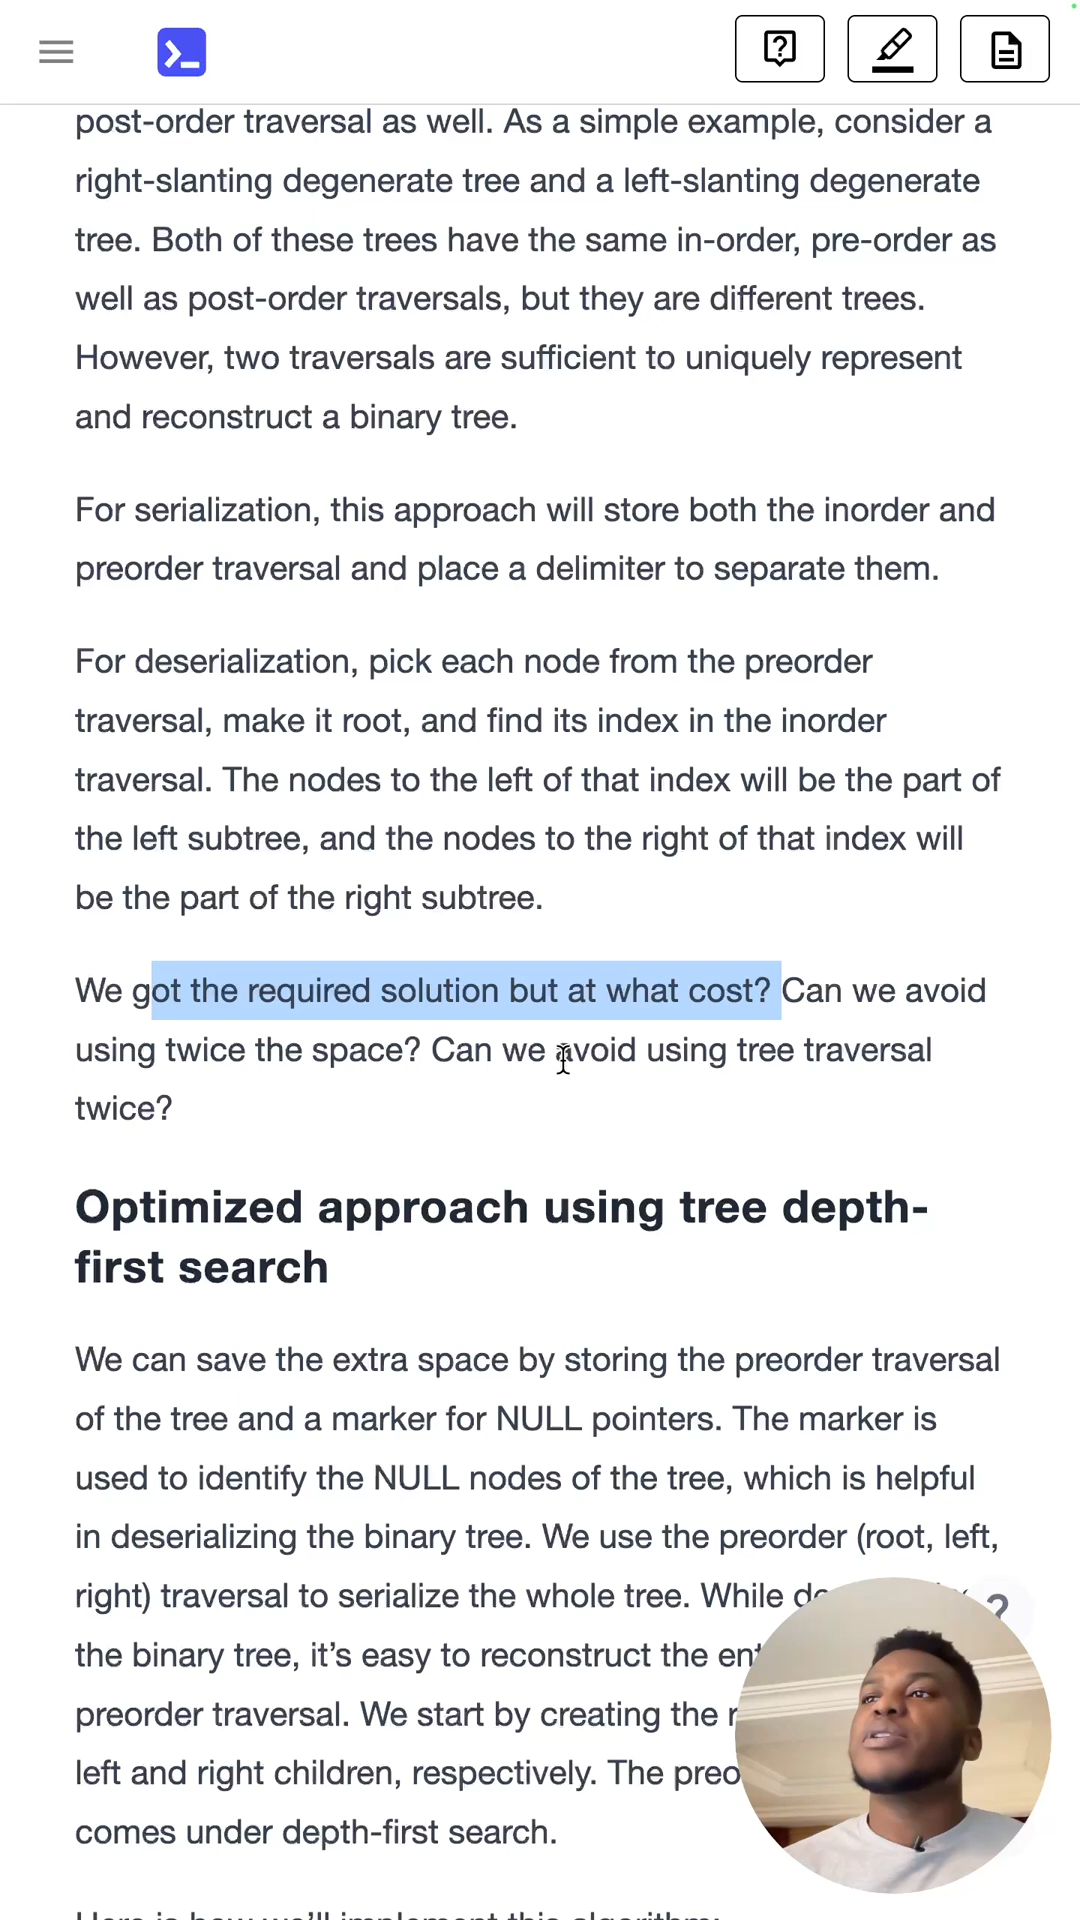 post-order traversal as well. As a simple example, consider a
right-slanting degenerate tree and a left-slanting degenerate
tree. Both of these trees have the same in-order, pre-order as
well as post-order traversals, but they are different trees.
However, two traversals are sufficient to uniquely represent
and reconstruct a binary tree.
For serialization, this approach will store both the inorder and
preorder traversal and place a delimiter to separate them.
For deserialization, pick each node from the preorder
traversal, make it root, and find its index in the inorder
traversal. The nodes to the left of that index will be the part of
the left subtree, and the nodes to the right of that index will
be the part of the right subtree.
We got the required solution but at what cost? Can we avoid
using twice the space? Can we avoid using tree traversal
twice?
Optimized approach using tree depth-
first search
We can save the extra space by storing the preorder traversal
of the tree and a marker for NULL pointers. The marker is
used to identify the NULL nodes of the tree, which is helpful
in deserializing the binary tree. We use the preorder (root, left,
right) traversal to serialize the whole tree. While
the binary tree, it’s easy to reconstruct the
preorder traversal. We start by creating the
left and right children, respectively. The
comes under depth-first search.
Here is how we’ll implement this algorithm: